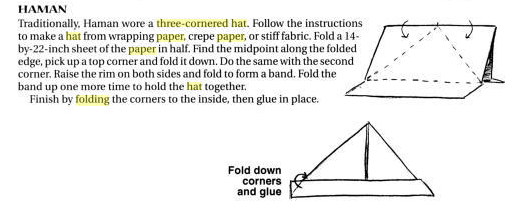 HAMAN
Traditionally, Haman wore a three-cornered hat. Follow the instructions
to make a hat from wrapping paper, crepe paper, or stiff fabric. Fold a 14-
by-22-inch sheet of the paper in half. Find the midpoint along the folded
edge, pick up a top corner and fold it down. Do the same with the second
corner. Raise the rim on both sides and fold to form a band. Fold the
band up one more time to hold the hat together.
Finish by folding the corners to the inside, then glue in place.
Fold down
corners
and glue